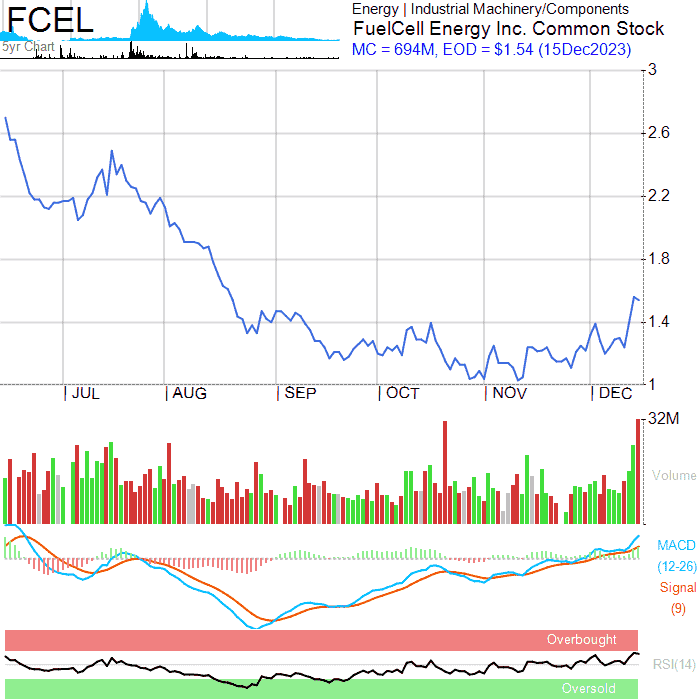 FCEL
5yr Chart
Energy | Industrial Machinery/Components
FuelCell Energy Inc. Common Stock
MC = 694M, EOD = $1.54 (15Dec2023)
3
2.6
2.2
1.8
1.4
1
| JUL | AUG | SEP | OCT | NOV | DEC
32M
Volume
MACD
(12-26)
Signal
(9)
Overbought
RSI(14)
Oversold